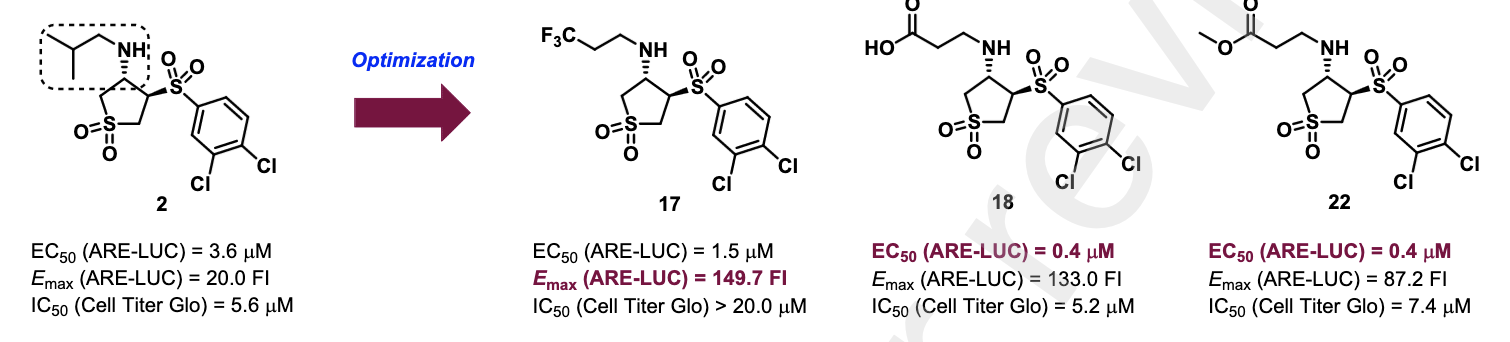 NH
O
O
S
O
S
O
Cl
Cl
2
EC50 (ARE-LUC) = 3.6 μM
Emax (ARE-LUC) = 20.0 FI
IC50 (Cell Titer Glo) = 5.6 μM
Optimization
F3C
NH
O
O
S
O
S
O
Cl
Cl
17
EC50 (ARE-LUC) = 1.5 μM
Emax (ARE-LUC) = 149.7 FI
IC50 (Cell Titer Glo) > 20.0 μM
O
HO
NH
O
O
S
O
S
O
Cl
Cl
18
EC50 (ARE-LUC) = 0.4 μM
Emax (ARE-LUC) = 133.0 FI
IC50 (Cell Titer Glo) = 5.2 μM
O
O
NH
O
O
S
O
S
O
Cl
Cl
22
EC50 (ARE-LUC) = 0.4 μM
Emax (ARE-LUC) = 87.2 FI
IC50 (Cell Titer Glo) = 7.4 μM
r rev